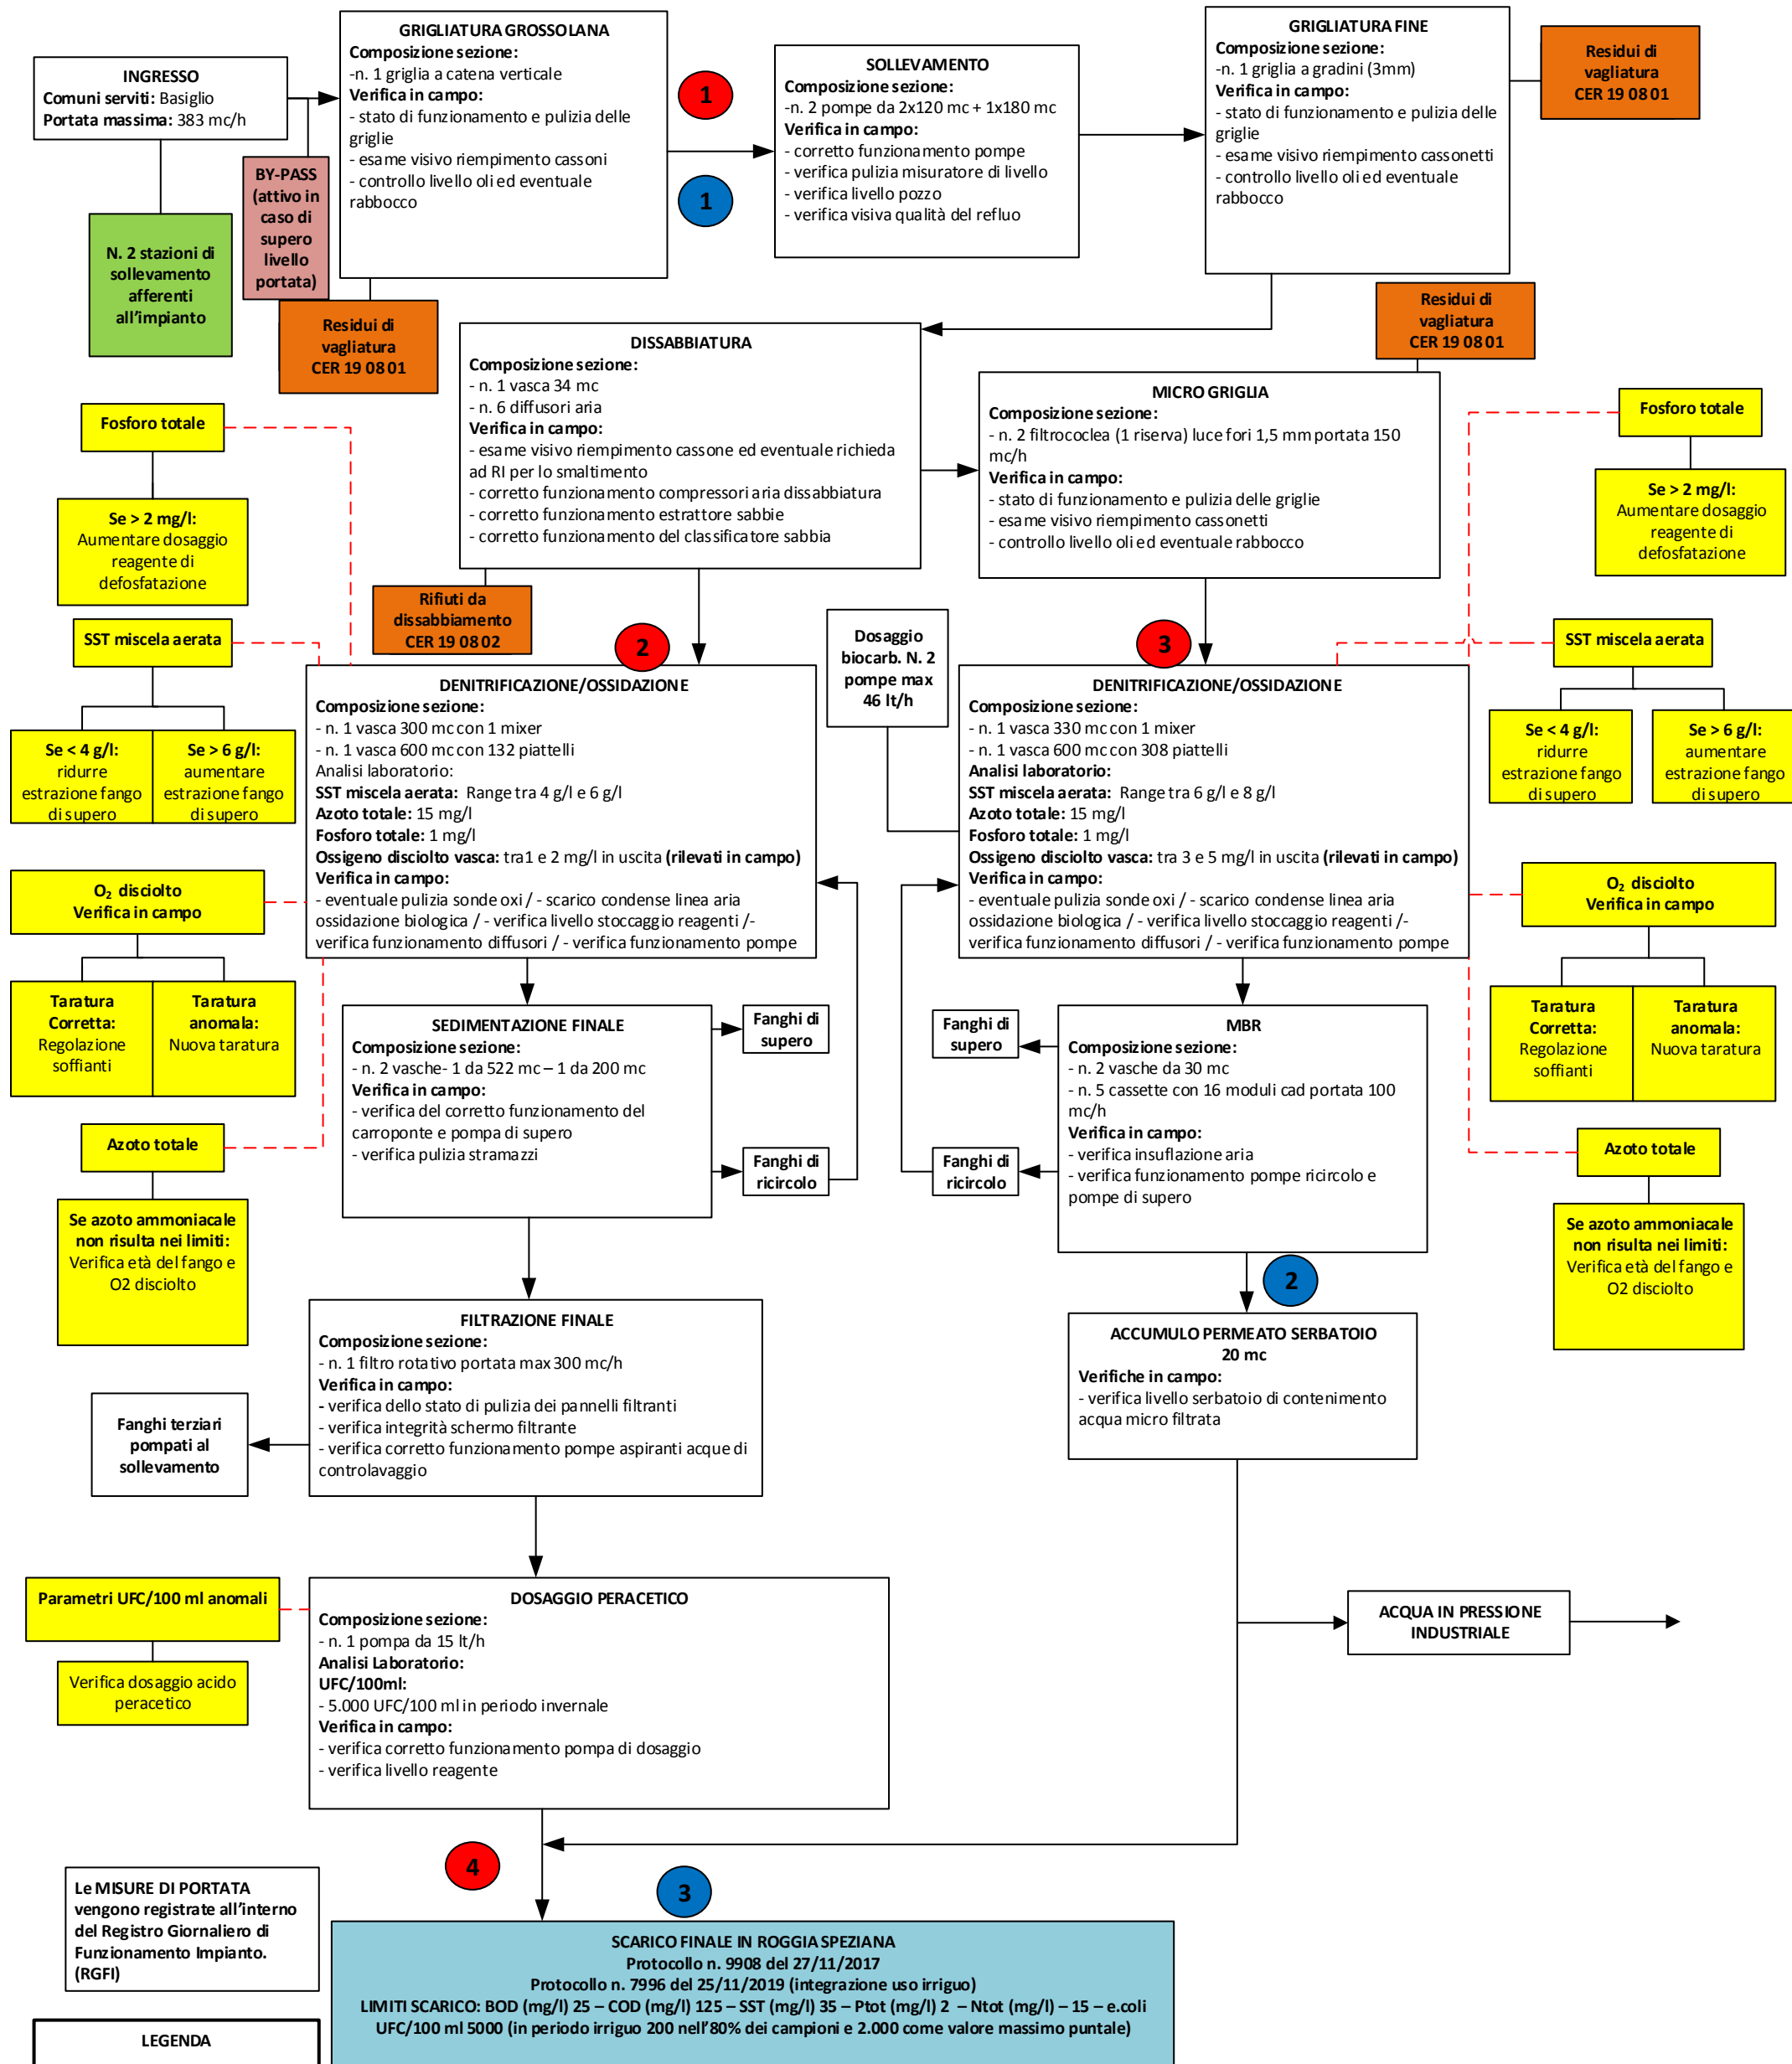 INGRESSO
Comuni serviti: Basiglio
Portata massima: 383 mc/h
N. 2 stazioni di
sollevamento
afferenti
all'impianto
BY-PASS
(attivo in
caso di
supero
livello
portata)
GRIGLIATURA GROSSOLANA
Composizione sezione:
-n. 1 griglia a catena verticale
Verifica in campo:
- stato di funzionamento e pulizia delle
griglie
- esame visivo riempimento cassoni
- controllo livello oli ed eventuale
rabbocco
Residui di
vagliatura
CER 19 08 01
1
1
SOLLEVAMENTO
Composizione sezione:
-n. 2 pompe da 2x120 mc + 1x180 mc
Verifica in campo:
- corretto funzionamento pompe
- verifica pulizia misuratore di livello
- verifica livello pozzo
- verifica visiva qualità del refluo
GRIGLIATURA FINE
Composizione sezione:
-n. 1 griglia a gradini (3mm)
Verifica in campo:
- stato di funzionamento e pulizia delle
griglie
- esame visivo riempimento cassonetti
- controllo livello oli ed eventuale
rabbocco
Residui di
vagliatura
CER 19 08 01
DISSABBIATURA
Composizione sezione:
- n. 1 vasca 34 mc
- n. 6 diffusori aria
Verifica in campo:
- esame visivo riempimento cassone ed eventuale richieda
ad RI per lo smaltimento
- corretto funzionamento compressori aria dissabbiatura
- corretto funzionamento estrattore sabbie
- corretto funzionamento del classificatore sabbia
Rifiuti da
dissabbiamento
CER 19 08 02
Residui di
vagliatura
CER 19 08 01
MICRO GRIGLIA
Composizione sezione:
- n. 2 filtrococlea (1 riserva) luce fori 1,5 mm portata 150
mc/h
Verifica in campo:
- stato di funzionamento e pulizia delle griglie
- esame visivo riempimento cassonetti
- controllo livello oli ed eventuale rabbocco
Fosforo totale
Se > 2 mg/l:
Aumentare dosaggio
reagente di
defosfatazione
SST miscela aerata
Se < 4 g/l:
ridurre
estrazione fango
di supero
Se > 6 g/l:
aumentare
estrazione fango
di supero
O2 disciolto
Verifica in campo
Taratura
Corretta:
Regolazione
soffianti
Taratura
anomala:
Nuova taratura
Azoto totale
Se azoto ammoniacale
non risulta nei limiti:
Verifica età del fango e
O2 disciolto
2
DENITRIFICAZIONE/OSSIDAZIONE
Composizione sezione:
- n. 1 vasca 300 mc con 1 mixer
- n. 1 vasca 600 mc con 132 piattelli
Analisi laboratorio:
SST miscela aerata: Range tra 4 g/l e 6 g/l
Azoto totale: 15 mg/l
Fosforo totale: 1 mg/l
Ossigeno disciolto vasca: tra1 e 2 mg/l in uscita (rilevati in campo)
Verifica in campo:
- eventuale pulizia sonde oxi / - scarico condense linea aria
ossidazione biologica / - verifica livello stoccaggio reagenti /-
verifica funzionamento diffusori / - verifica funzionamento pompe
Dosaggio
biocarb. N. 2
pompe max
46 lt/h
3
DENITRIFICAZIONE/OSSIDAZIONE
Composizione sezione:
- n. 1 vasca 330 mc con 1 mixer
- n. 1 vasca 600 mc con 308 piattelli
Analisi laboratorio:
SST miscela aerata: Range tra 6 g/l e 8 g/l
Azoto totale: 15 mg/l
Fosforo totale: 1 mg/l
Ossigeno disciolto vasca: tra 3 e 5 mg/l in uscita (rilevati in campo)
Verifica in campo:
- eventuale pulizia sonde oxi / - scarico condense linea aria
ossidazione biologica / - verifica livello stoccaggio reagenti /-
verifica funzionamento diffusori / - verifica funzionamento pompe
Fosforo totale
Se > 2 mg/l:
Aumentare dosaggio
reagente di
defosfatazione
SST miscela aerata
Se < 4 g/l:
ridurre
estrazione fango
di supero
Se > 6 g/l:
aumentare
estrazione fango
di supero
O2 disciolto
Verifica in campo
Taratura
Corretta:
Regolazione
soffianti
Taratura
anomala:
Nuova taratura
Azoto totale
Se azoto ammoniacale
non risulta nei limiti:
Verifica età del fango e
O2 disciolto
SEDIMENTAZIONE FINALE
Composizione sezione:
- n. 2 vasche- 1 da 522 mc – 1 da 200 mc
Verifica in campo:
- verifica del corretto funzionamento del
carroponte e pompa di supero
- verifica pulizia stramazzi
Fanghi di
supero
Fanghi di
ricircolo
Fanghi di
supero
Fanghi di
ricircolo
MBR
Composizione sezione:
- n. 2 vasche da 30 mc
- n. 5 cassette con 16 moduli cad portata 100
mc/h
Verifica in campo:
- verifica insuflazione aria
- verifica funzionamento pompe ricircolo e
pompe di supero
2
FILTRAZIONE FINALE
Composizione sezione:
- n. 1 filtro rotativo portata max 300 mc/h
Verifica in campo:
- verifica dello stato di pulizia dei pannelli filtranti
- verifica integrità schermo filtrante
- verifica corretto funzionamento pompe aspiranti acque di
controlavaggio
Fanghi terziari
pompati al
sollevamento
ACCUMULO PERMEATO SERBATOIO
20 mc
Verifiche in campo:
- verifica livello serbatoio di contenimento
acqua micro filtrata
Parametri UFC/100 ml anomali
Verifica dosaggio acido
peracetico
DOSAGGIO PERACETICO
Composizione sezione:
- n. 1 pompa da 15 lt/h
Analisi Laboratorio:
UFC/100ml:
- 5.000 UFC/100 ml in periodo invernale
Verifica in campo:
- verifica corretto funzionamento pompa di dosaggio
- verifica livello reagente
ACQUA IN PRESSIONE
INDUSTRIALE
4
3
Le MISURE DI PORTATA
vengono registrate all'interno
del Registro Giornaliero di
Funzionamento Impianto.
(RGFI)
SCARICO FINALE IN ROGGIA SPEZIANA
Protocollo n. 9908 del 27/11/2017
Protocollo n. 7996 del 25/11/2019 (integrazione uso irriguo)
LIMITI SCARICO: BOD (mg/l) 25 – COD (mg/l) 125 – SST (mg/l) 35 – Ptot (mg/l) 2 – Ntot (mg/l) – 15 – e.coli
UFC/100 ml 5000 (in periodo irriguo 200 nell'80% dei campioni e 2.000 come valore massimo puntale)
LEGENDA